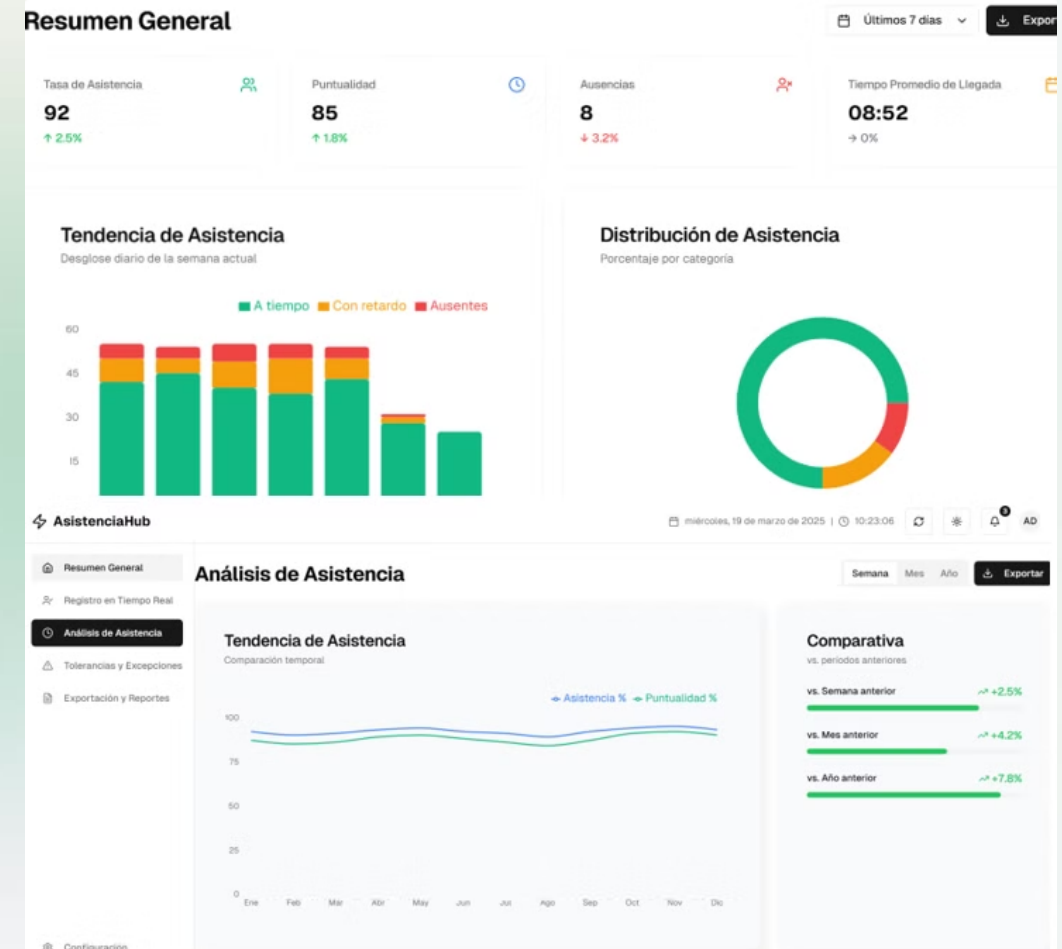 Resumen General
Últimos 7 días
Expor
Tasa de Asistencia
92
↑ 2.5%
Puntualidad
85
↑ 1.8%
Ausencias
8
↓ 3.2%
Tiempo Promedio de Llegada
08:52
→ 0%
Tendencia de Asistencia
Desglose diario de la semana actual
A tiempo Con retardo Ausentes
60
45
30
15
Distribución de Asistencia
Porcentaje por categoría
AsistenciaHub
miércoles, 19 de marzo de 2025 | 10:23:06
3
AD
Resumen General
Registro en Tiempo Real
Análisis de Asistencia
Tolerancias y Excepciones
Exportación y Reportes
Configuración
Análisis de Asistencia
Semana Mes Año
Exportar
Tendencia de Asistencia
Comparación temporal
Asistencia % Puntualidad %
100
75
50
25
0
Ene Feb Mar Abr May Jun Jul Ago Sep Oct Nov Dic
Comparativa
vs. periodos anteriores
vs. Semana anterior +2.5%
vs. Mes anterior +4.2%
vs. Año anterior +7.8%